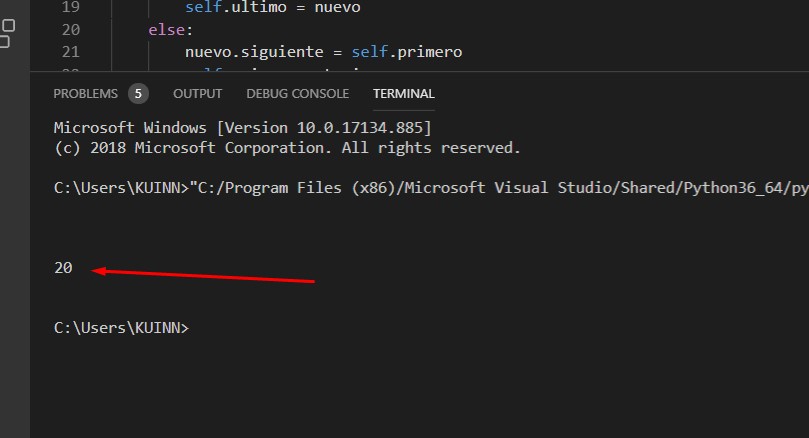 19 self.ultimo = nuevo
20 else:
21 nuevo.siguiente = self.primero
PROBLEMS 5 OUTPUT DEBUG CONSOLE TERMINAL
Microsoft Windows [Version 10.0.17134.885]
(c) 2018 Microsoft Corporation. All rights reserved.
C:\Users\KUINN>"C:/Program Files (x86)/Microsoft Visual Studio/Shared/Python36_64/py
20
C:\Users\KUINN>